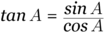 tan A = sin A / cos A